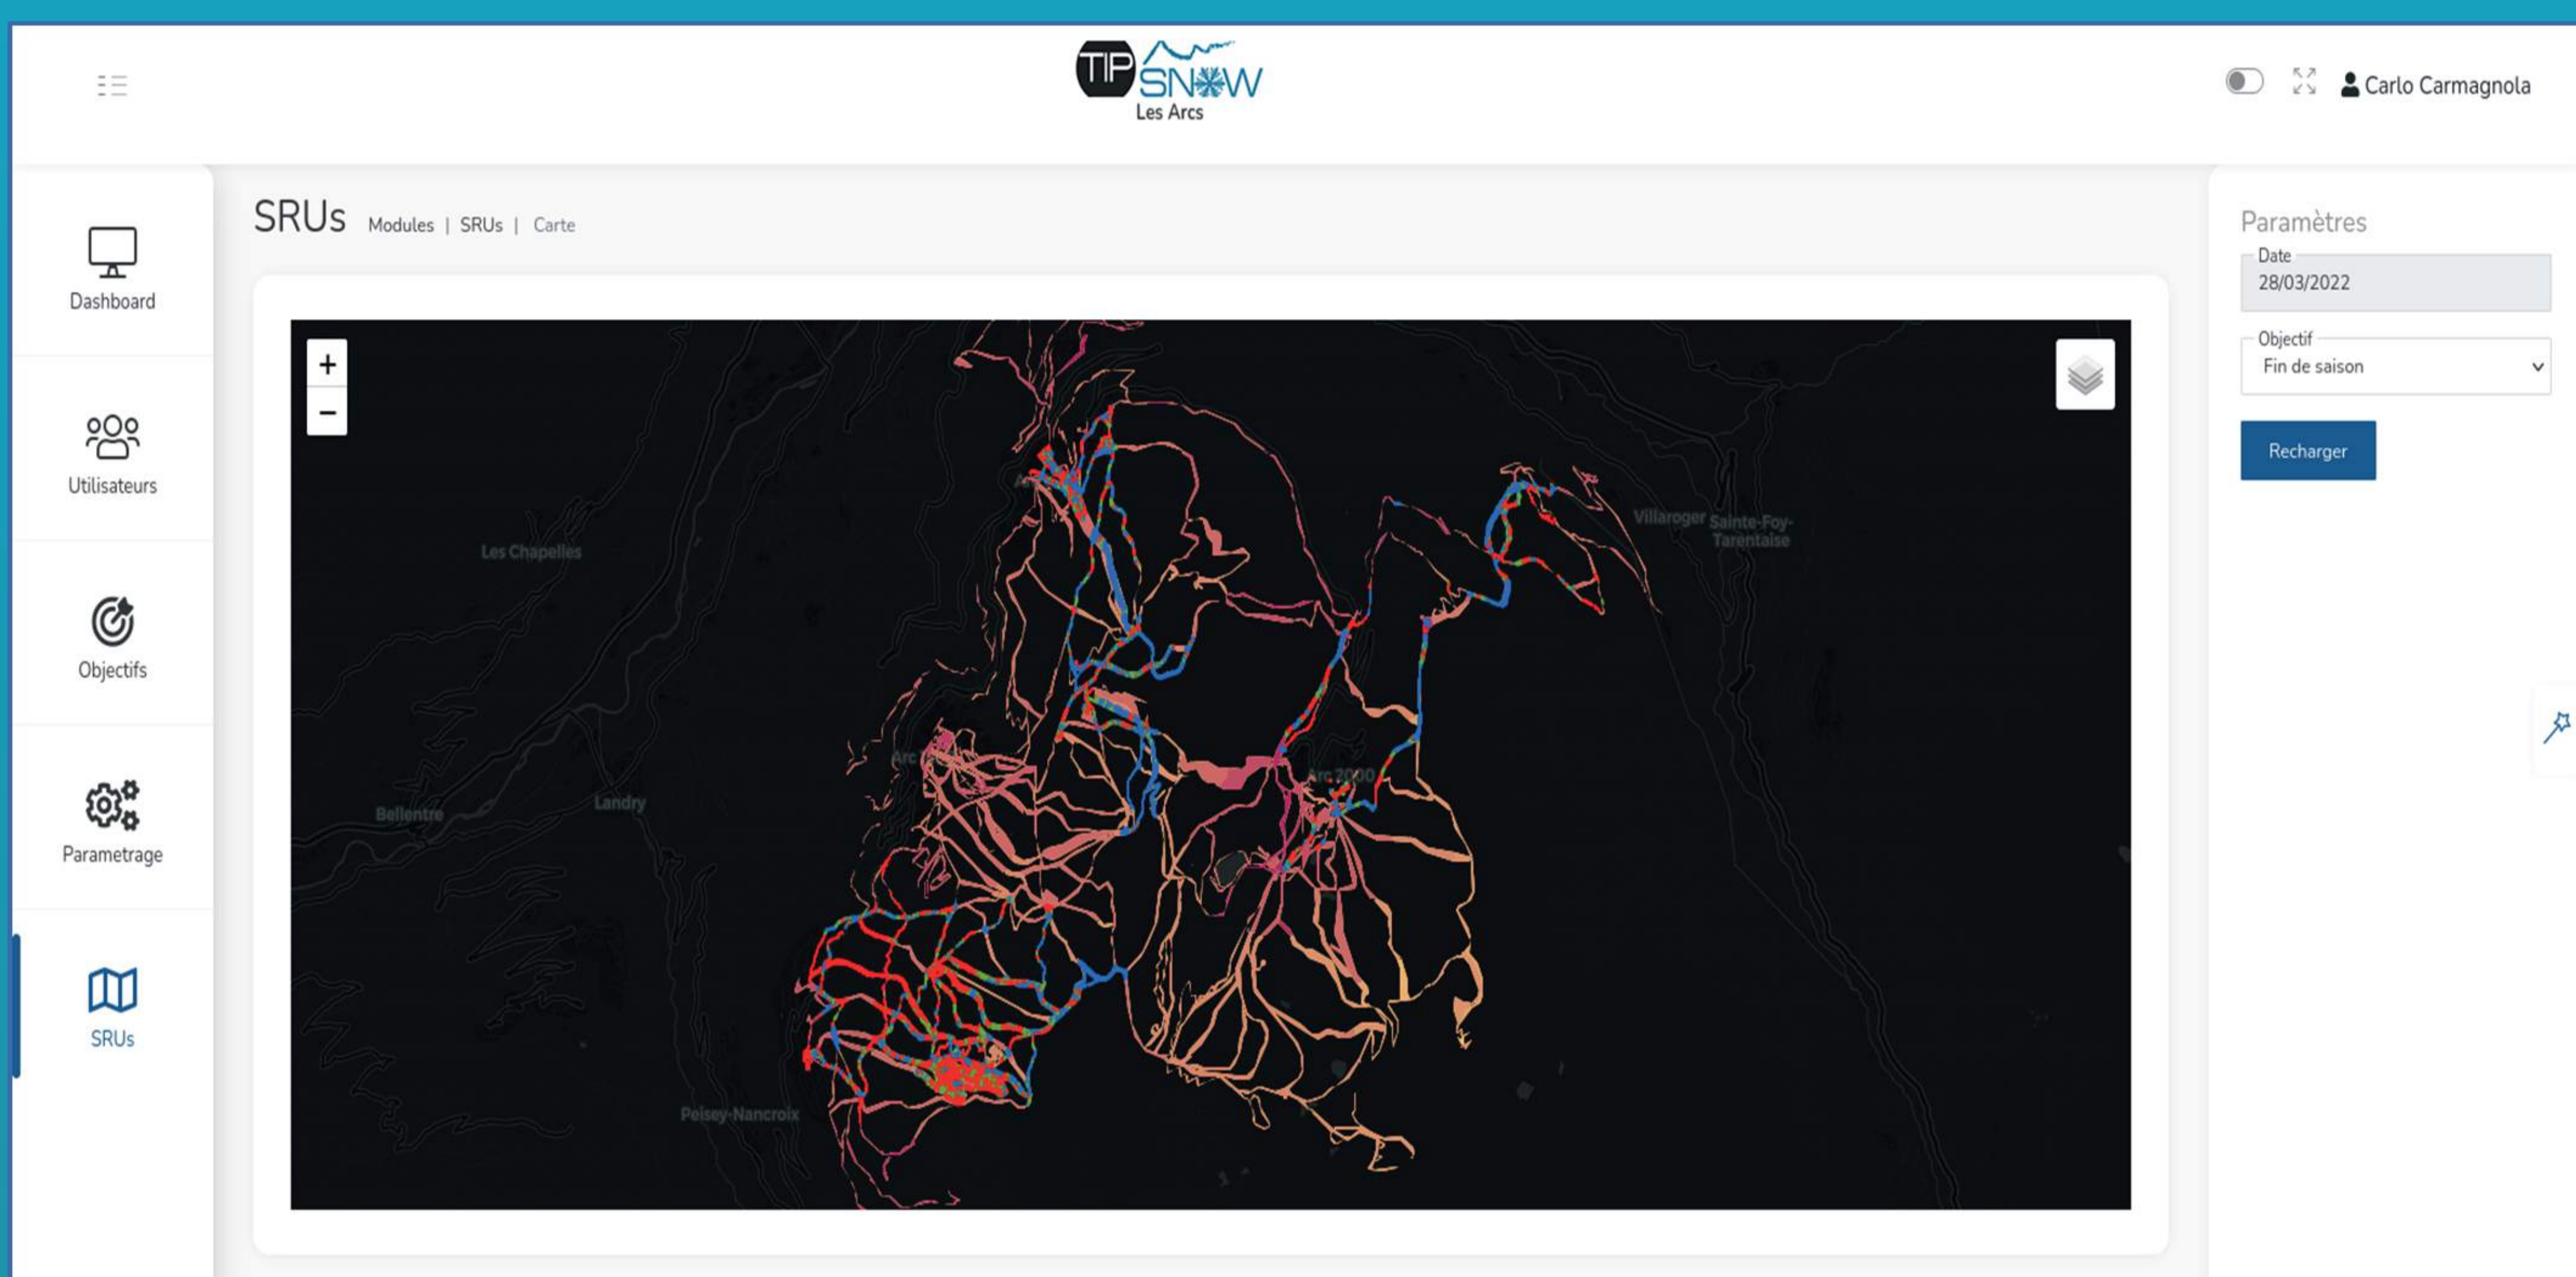 TIP SNOW
Les Arcs
Carlo Carmagnola
Dashboard
Utilisateurs
Objectifs
Parametrage
SRUs
SRUs Modules | SRUs | Carte
+
−
Les Chapelles
Villaroger
Sainte-Foy-
Tarentaise
Arc 2000
Landry
Bellentre
Peisey-Nancroix
Paramètres
Date
28/03/2022
Objectif
Fin de saison
Recharger